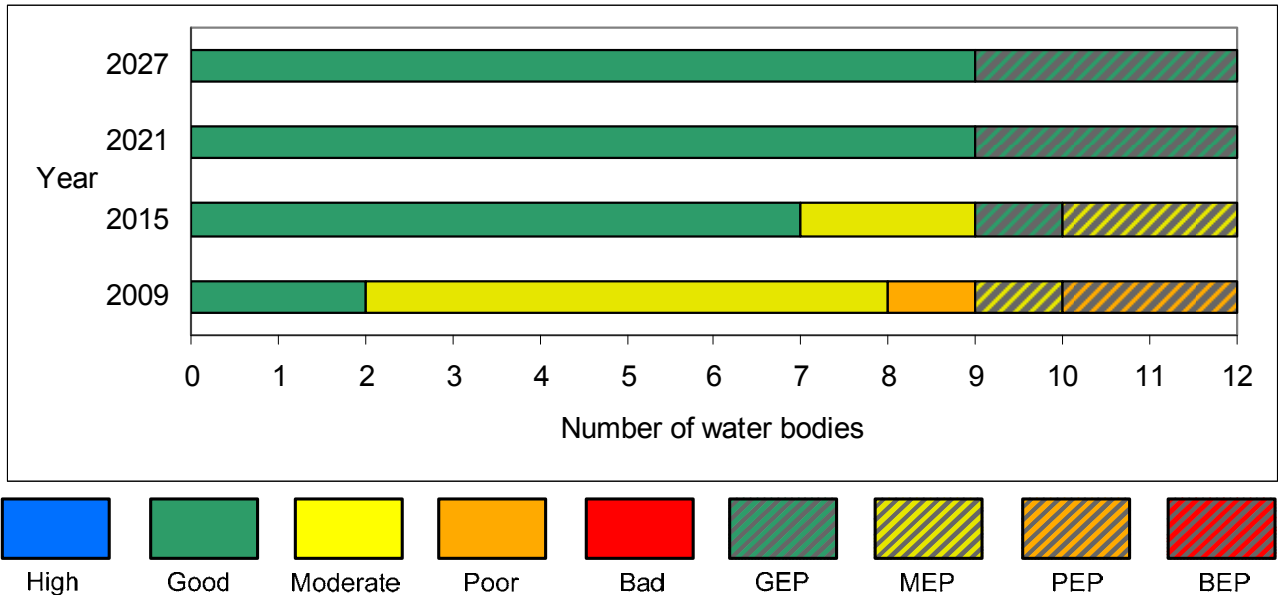 2027
2021
Year
2015
2009
0 1 2 3 4 5 6 7 8 9 10 11 12
Number of water bodies
High Good Moderate Poor Bad GEP MEP PEP BEP